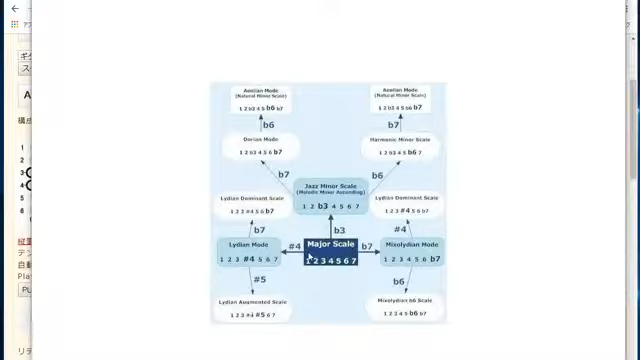 Aeolian Mode
(Natural Minor Scale)
1 2 b3 4 5 b6 b7
Aeolian Mode
(Natural Minor Scale)
1 2 b3 4 5 b6 b7
b6
b7
Dorian Mode
1 2 b3 4 5 6 b7
Harmonic Minor Scale
1 2 b3 4 5 b6 7
b7
b6
Jazz Minor Scale
(Melodic Minor Ascending)
1 2 b3 4 5 6 7
Lydian Dominant Scale
1 2 3 #4 5 6 b7
Lydian Dominant Scale
1 2 3 #4 5 6 b7
b7
b3
#4
Lydian Mode
1 2 3 #4 5 6 7
#4
Major Scale
1 2 3 4 5 6 7
b7
Mixolydian Mode
1 2 3 4 5 6 b7
#5
b6
Lydian Augmented Scale
1 2 3 #4 #5 6 7
Mixolydian b6 Scale
1 2 3 4 5 b6 b7